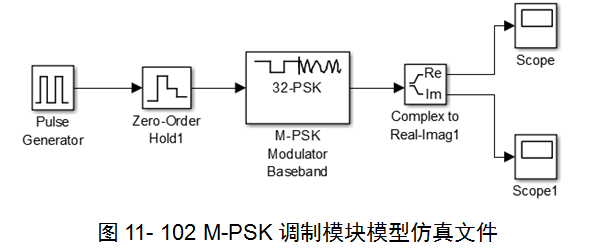 Pulse
Generator
Zero-Order
Hold1
32-PSK
M-PSK
Modulator
Baseband
Re
Im
Complex to
Real-Imag1
Scope
Scope1
图 11- 102 M-PSK 调制模块模型仿真文件